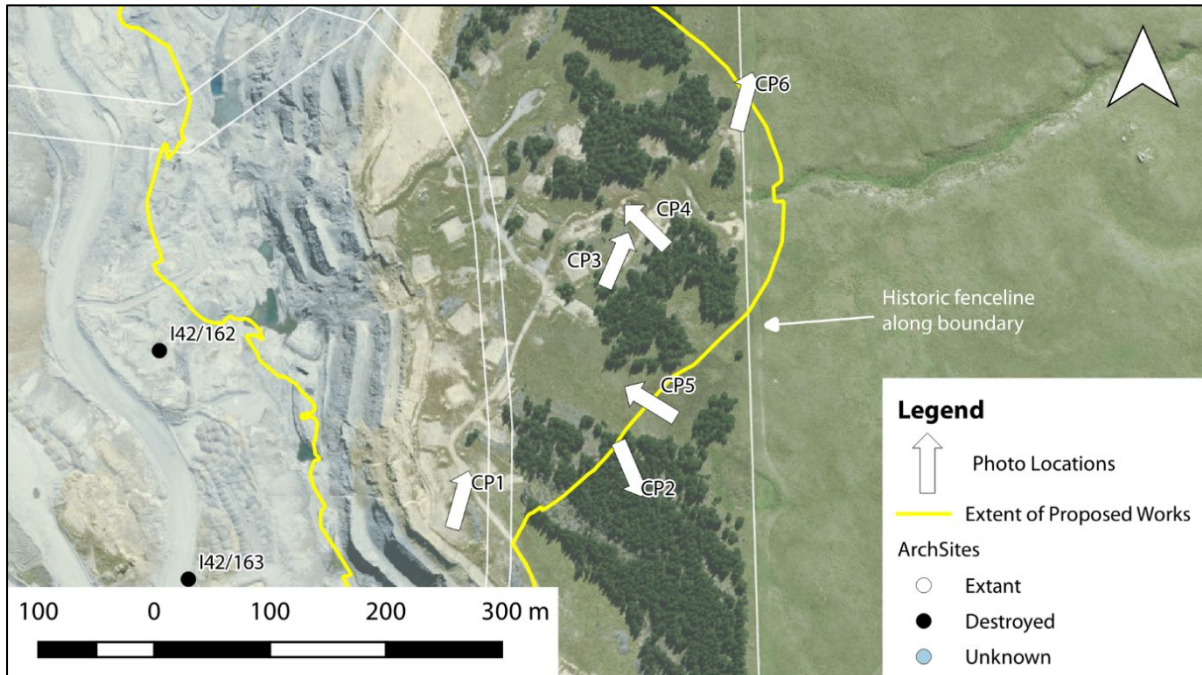 CP6
CP4
CP3
Historic fenceline
along boundary
I42/162
CP5
CP1
CP2
I42/163
100 0 100 200 300 m
Legend
Photo Locations
Extent of Proposed Works
ArchSites
Extant
Destroyed
Unknown